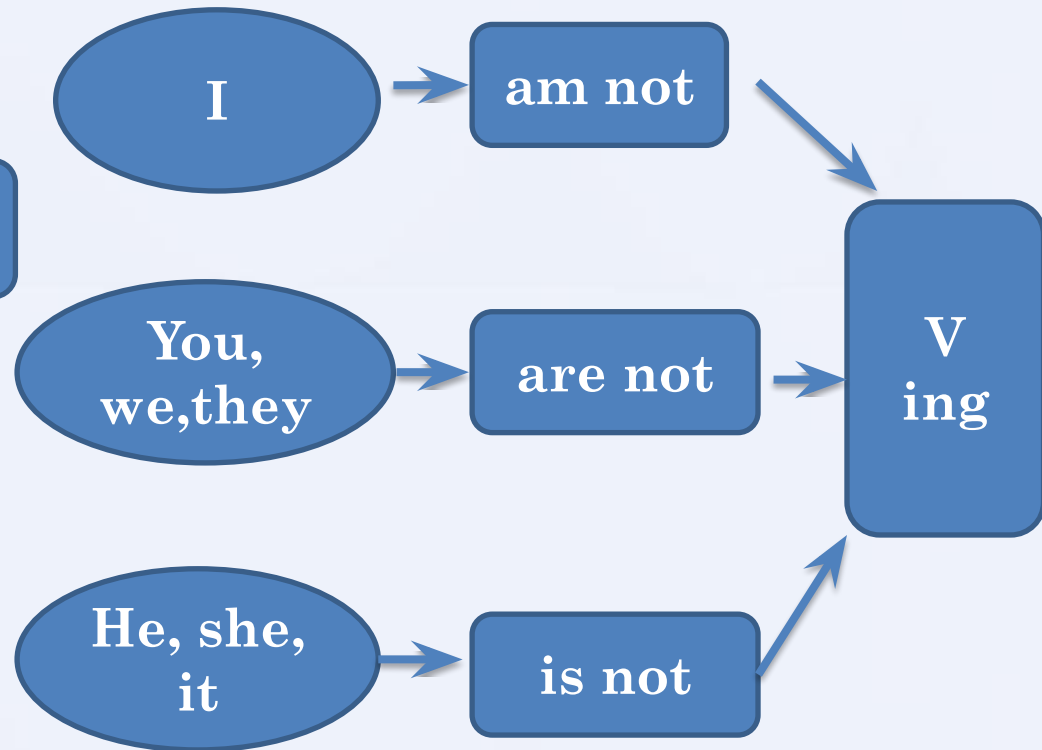 I
am not
You,
we,they
are not
V
ing
He, she,
it
is not